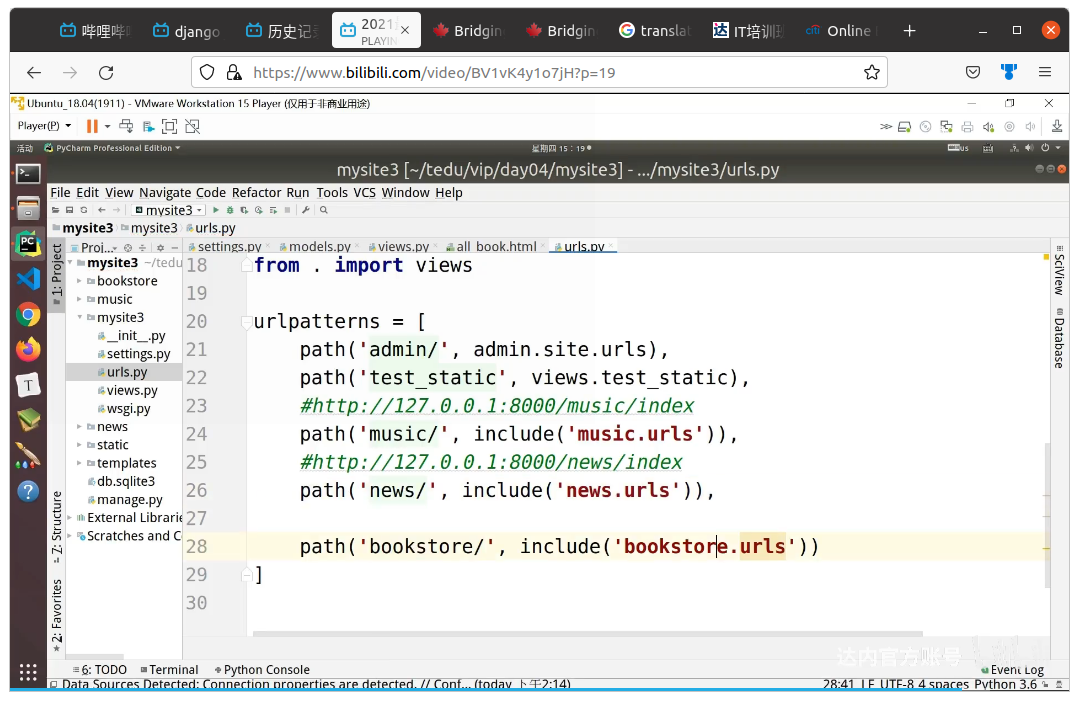 哔哩哔 django 历史记录 2021 Bridgin Bridgin translat IT培训班 Online
PLAYIN
https://www.bilibili.com/video/BV1vK4y1o7jH?p=19
Ubuntu_18.04(1911) - VMware Workstation 15 Player (仅用于非商业用途)
Player(P)
活动 PyCharm Professional Edition 星期四 15：19
mysite3 [~/tedu/vip/day04/mysite3] - .../mysite3/urls.py
File Edit View Navigate Code Refactor Run Tools VCS Window Help
mysite3
mysite3 mysite3 urls.py
Proj... settings.py models.py views.py all_book.html urls.py
1: Project
Z: Structure
2: Favorites
mysite3 ~/tedu
bookstore
music
mysite3
__init__.py
settings.py
urls.py
views.py
wsgi.py
news
static
templates
db.sqlite3
manage.py
External Librarie
Scratches and C
18 from . import views
19
20 urlpatterns = [
21 path('admin/', admin.site.urls),
22 path('test_static', views.test_static),
23 #http://127.0.0.1:8000/music/index
24 path('music/', include('music.urls')),
25 #http://127.0.0.1:8000/news/index
26 path('news/', include('news.urls')),
27
28 path('bookstore/', include('bookstore.urls'))
29 ]
30
SciView
Database
达内官方账号
6: TODO Terminal Python Console Event Log
Data Sources Detected: Connection properties are detected. // Conf... (today 下午2:14) 28:41 LF UTF-8 4 spaces Python 3.6